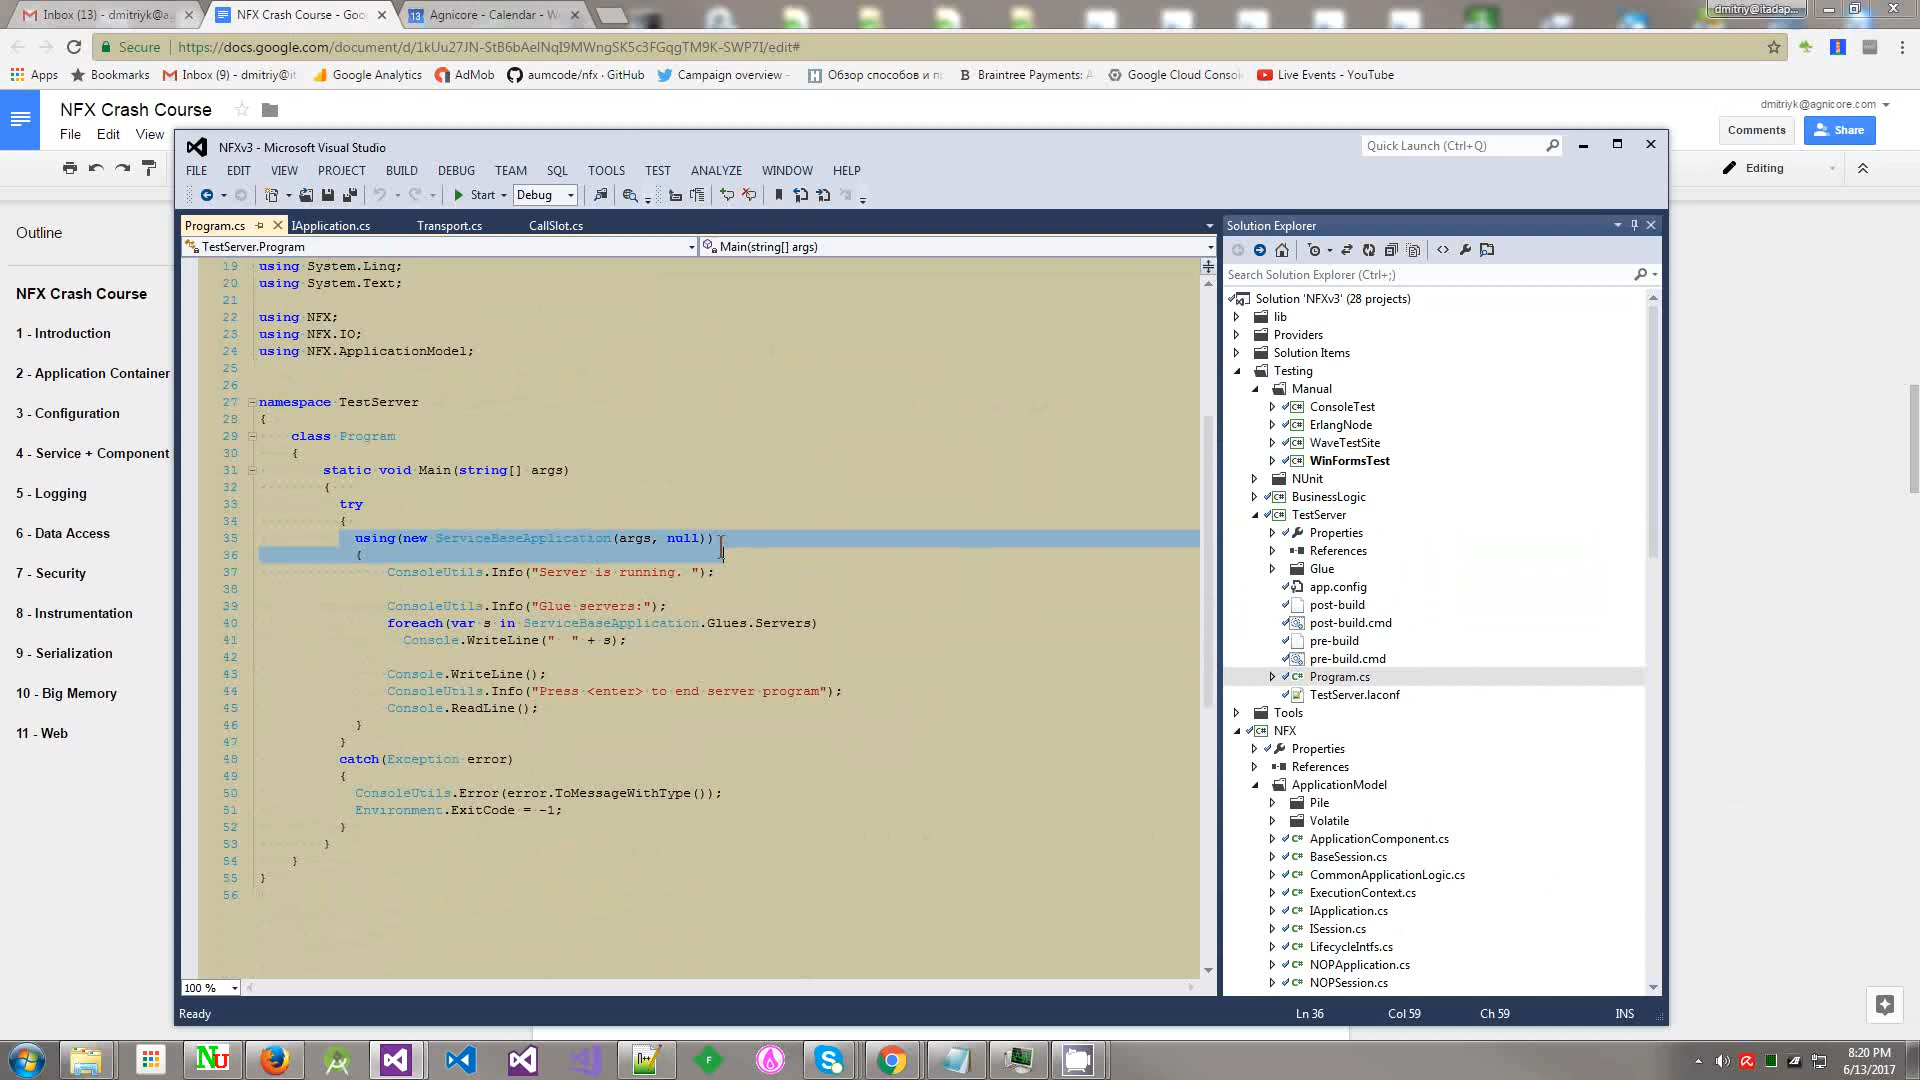 Inbox (13) - dmitriyk@a
NFX Crash Course - Goo
Agnicore - Calendar - W
dmitriy@itadap...
Secure
https://docs.google.com/document/d/1kUu27JN-StB6bAelNqI9MWngSK5c3FGqgTM9K-SWP7I/edit#
Apps
Bookmarks
Inbox (9) - dmitriy@it
Google Analytics
AdMob
aumcode/nfx · GitHub
Campaign overview -
Обзор способов и п
Braintree Payments:
Google Cloud Conso
Live Events - YouTube
NFX Crash Course
dmitriyk@agnicore.com
File Edit View
Comments
Share
Editing
Outline
NFX Crash Course
1 - Introduction
2 - Application Container
3 - Configuration
4 - Service + Component
5 - Logging
6 - Data Access
7 - Security
8 - Instrumentation
9 - Serialization
10 - Big Memory
11 - Web
NFXv3 - Microsoft Visual Studio
Quick Launch (Ctrl+Q)
FILE EDIT VIEW PROJECT BUILD DEBUG TEAM SQL TOOLS TEST ANALYZE WINDOW HELP
Start
Debug
Program.cs IApplication.cs Transport.cs CallSlot.cs
TestServer.Program
Main(string[] args)
19 using System.Linq;
20 using System.Text;
21
22 using NFX;
23 using NFX.IO;
24 using NFX.ApplicationModel;
25
26
27 namespace TestServer
28 {
29 class Program
30 {
31 static void Main(string[] args)
32 {
33 try
34 {
35 using(new ServiceBaseApplication(args, null))
36 {
37 ConsoleUtils.Info("Server is running. ");
38
39 ConsoleUtils.Info("Glue servers:");
40 foreach(var s in ServiceBaseApplication.Glues.Servers)
41 Console.WriteLine("  " + s);
42
43 Console.WriteLine();
44 ConsoleUtils.Info("Press <enter> to end server program");
45 Console.ReadLine();
46 }
47 }
48 catch(Exception error)
49 {
50 ConsoleUtils.Error(error.ToMessageWithType());
51 Environment.ExitCode = -1;
52 }
53 }
54 }
55 }
56
100 %
Solution Explorer
Search Solution Explorer (Ctrl+;)
Solution 'NFXv3' (28 projects)
lib
Providers
Solution Items
Testing
Manual
ConsoleTest
ErlangNode
WaveTestSite
WinFormsTest
NUnit
BusinessLogic
TestServer
Properties
References
Glue
app.config
post-build
post-build.cmd
pre-build
pre-build.cmd
Program.cs
TestServer.laconf
Tools
NFX
Properties
References
ApplicationModel
Pile
Volatile
ApplicationComponent.cs
BaseSession.cs
CommonApplicationLogic.cs
ExecutionContext.cs
IApplication.cs
ISession.cs
LifecycleIntfs.cs
NOPApplication.cs
NOPSession.cs
Ready
Ln 36
Col 59
Ch 59
INS
8:20 PM
6/13/2017